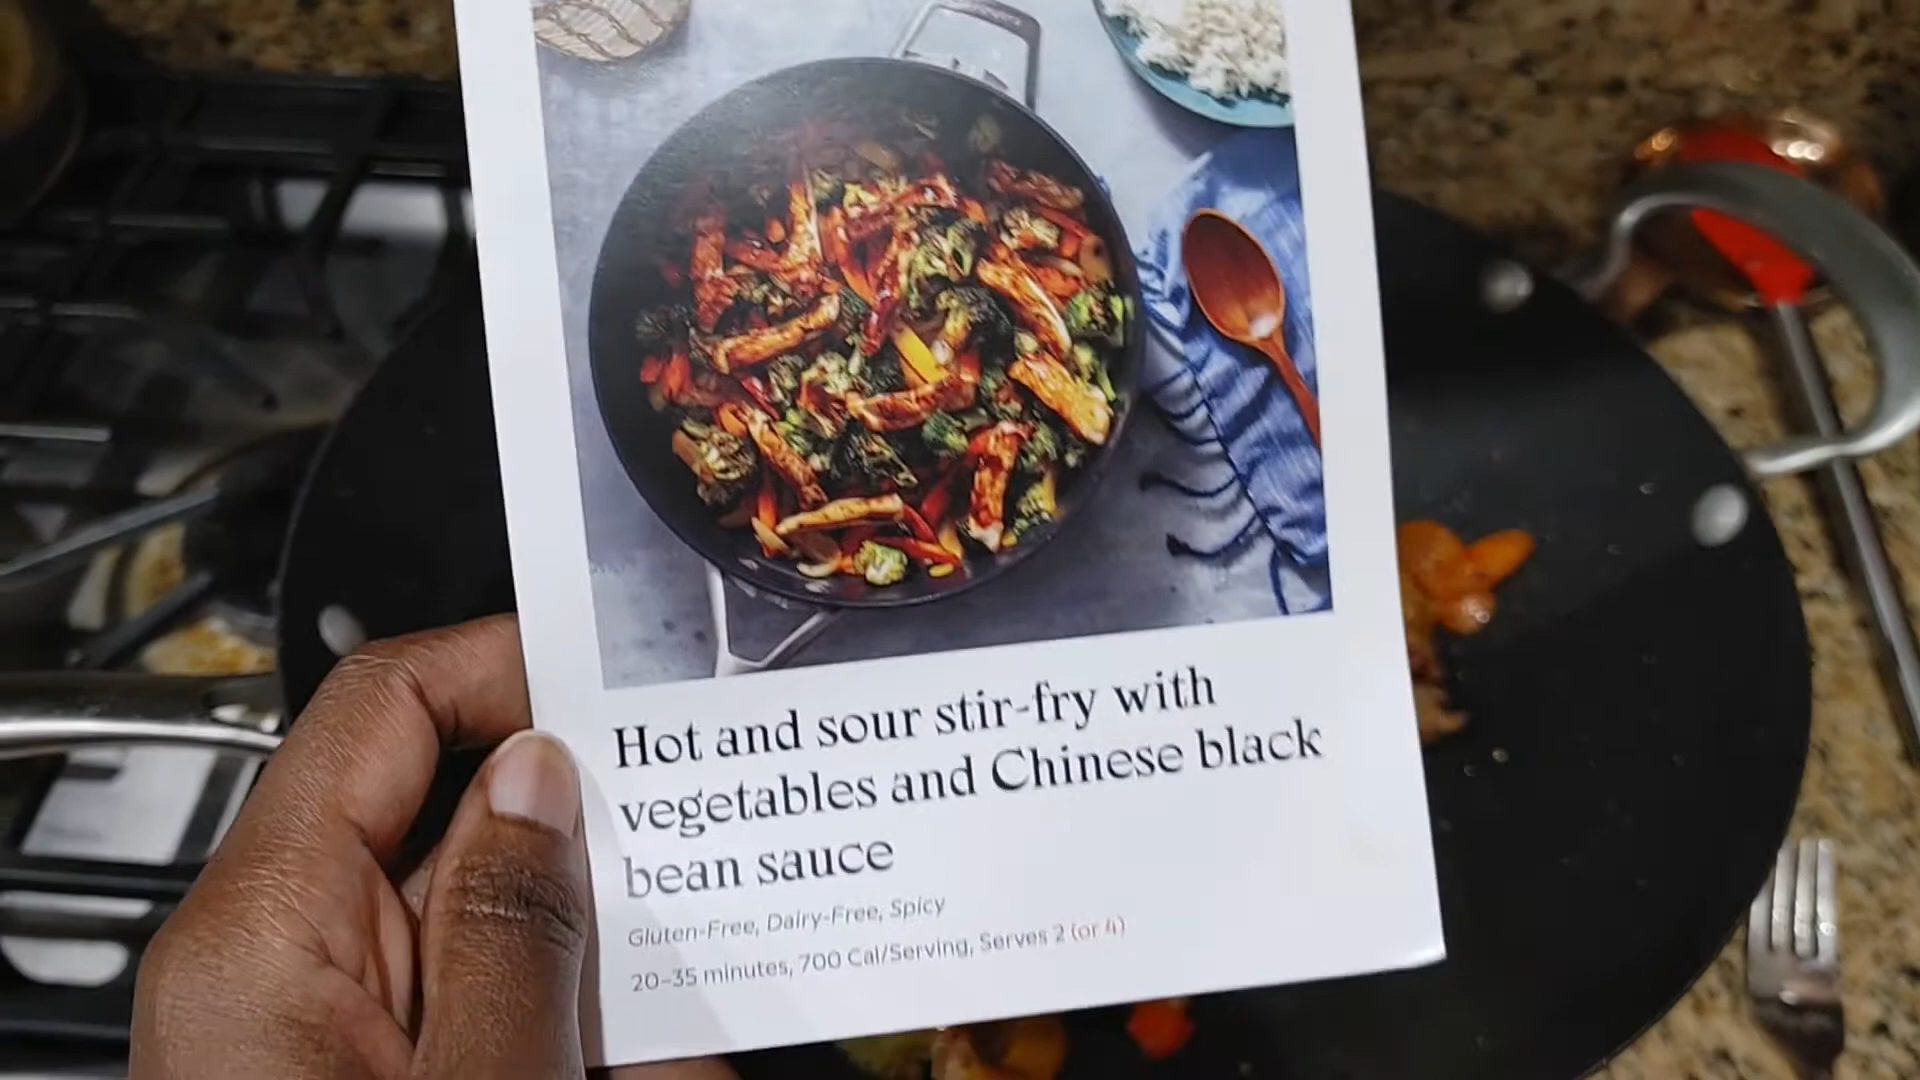 Hot and sour stir-fry with
vegetables and Chinese black
bean sauce
Gluten-Free, Dairy-Free, Spicy
20–35 minutes, 700 Cal/Serving, Serves 2 (or 4)